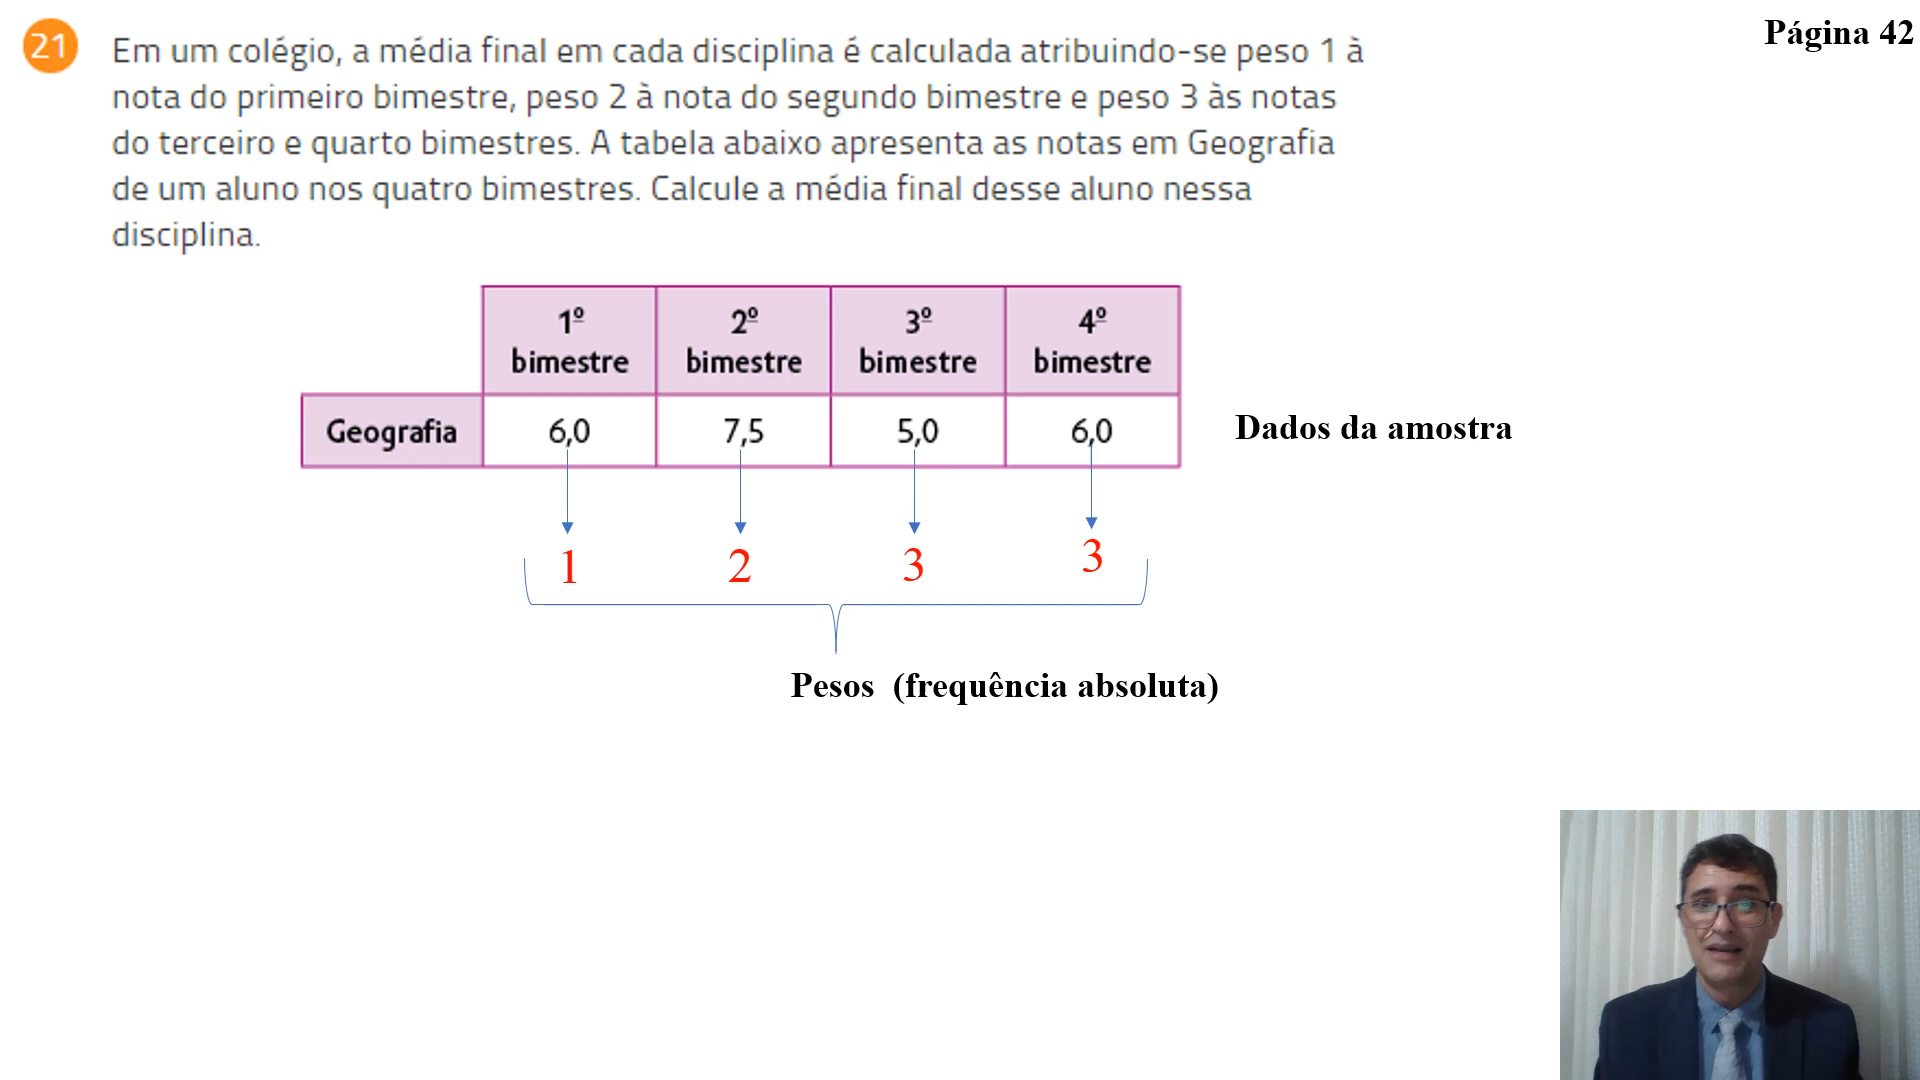 Página 42
21
Em um colégio, a média final em cada disciplina é calculada atribuindo-se peso 1 à
nota do primeiro bimestre, peso 2 à nota do segundo bimestre e peso 3 às notas
do terceiro e quarto bimestres. A tabela abaixo apresenta as notas em Geografia
de um aluno nos quatro bimestres. Calcule a média final desse aluno nessa
disciplina.
1º bimestre 2º bimestre 3º bimestre 4º bimestre
Geografia 6,0 7,5 5,0 6,0
Dados da amostra
1 2 3 3
Pesos (frequência absoluta)